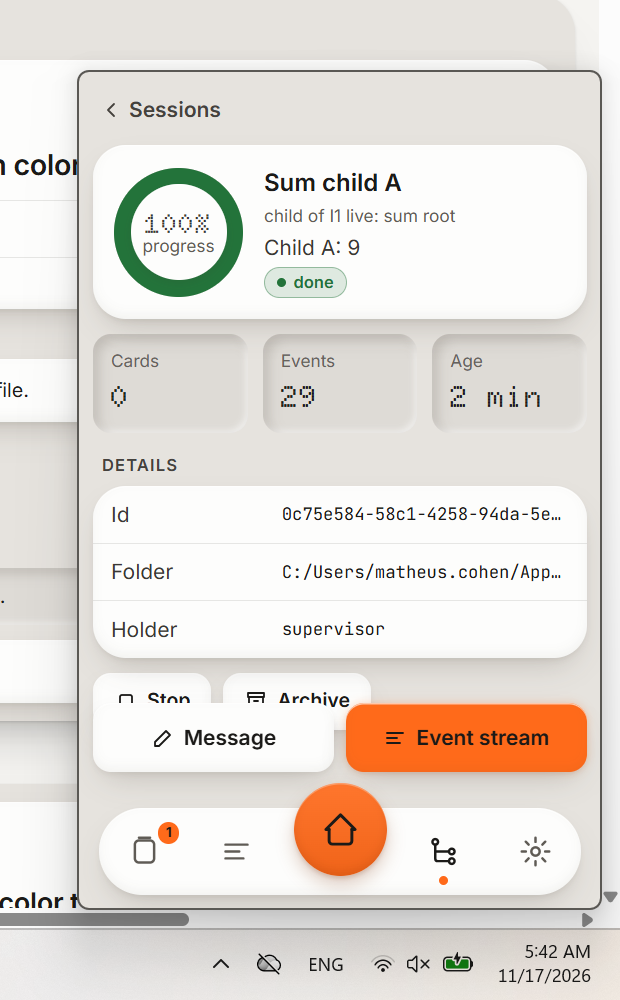 Sessions
n color
100%
progress
Sum child A
child of I1 live: sum root
Child A: 9
done
Cards
0
Events
29
Age
2 min
file.
DETAILS
Id
0c75e584-58c1-4258-94da-5e…
Folder
C:/Users/matheus.cohen/App…
Holder
supervisor
Stop
Archive
Message
Event stream
1
color t
ENG
5:42 AM
11/17/2026